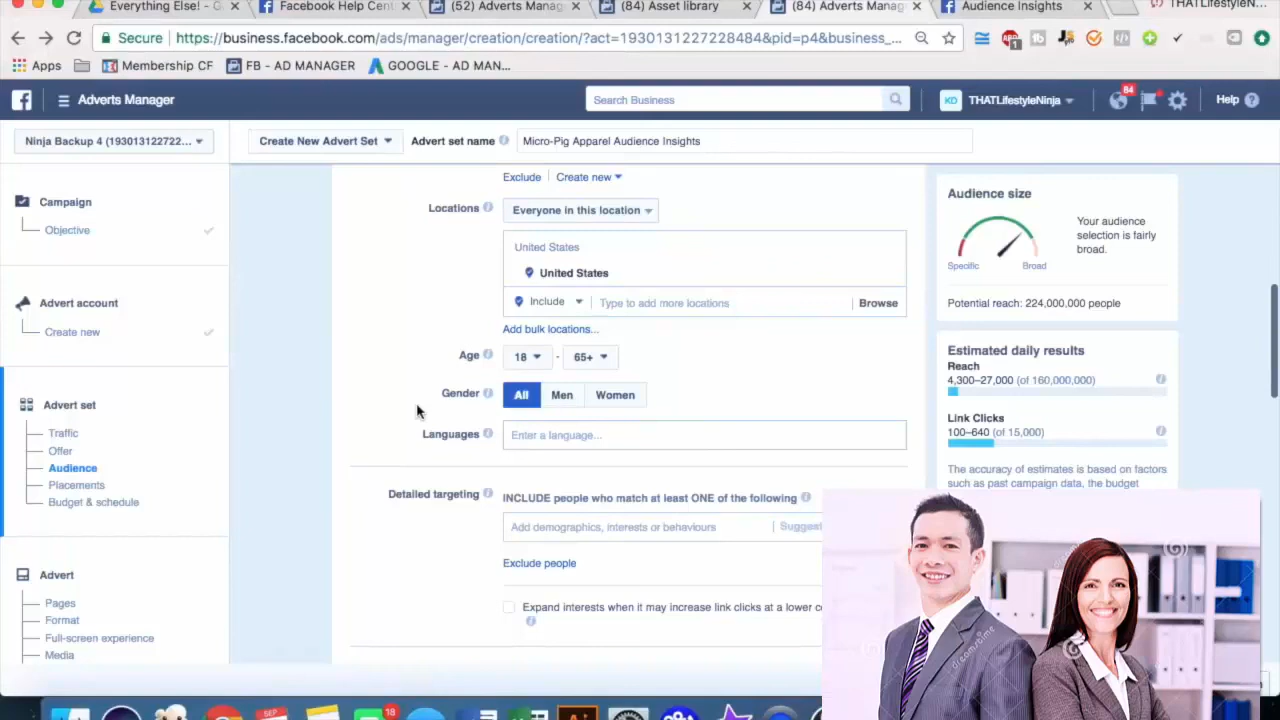 Everything Else! - G
Facebook Help Cent
(52) Adverts Manag
(84) Asset library
(84) Adverts Manag
Audience Insights
THATLifestyleN...
Secure
https://business.facebook.com/ads/manager/creation/creation/?act=1930131227228484&pid=p4&business_...
Apps
Membership CF
FB - AD MANAGER
GOOGLE - AD MAN...
Adverts Manager
Search Business
KD
THATLifestyleNinja
84
Help
Ninja Backup 4 (193013122722...
Create New Advert Set
Advert set name
Micro-Pig Apparel Audience Insights
Campaign
Objective
Advert account
Create new
Advert set
Traffic
Offer
Audience
Placements
Budget & schedule
Advert
Pages
Format
Full-screen experience
Media
Exclude
Create new
Locations
Everyone in this location
United States
United States
Include
Type to add more locations
Browse
Add bulk locations...
Age
18 - 65+
Gender
All
Men
Women
Languages
Enter a language...
Detailed targeting
INCLUDE people who match at least ONE of the following
Add demographics, interests or behaviours
Suggest
Exclude people
Expand interests when it may increase link clicks at a lower co
Audience size
Your audience
selection is fairly
broad.
Specific
Broad
Potential reach: 224,000,000 people
Estimated daily results
Reach
4,300–27,000 (of 160,000,000)
Link Clicks
100–640 (of 15,000)
The accuracy of estimates is based on factors
such as past campaign data, the budget
dreamstime
SEP
18
Ai